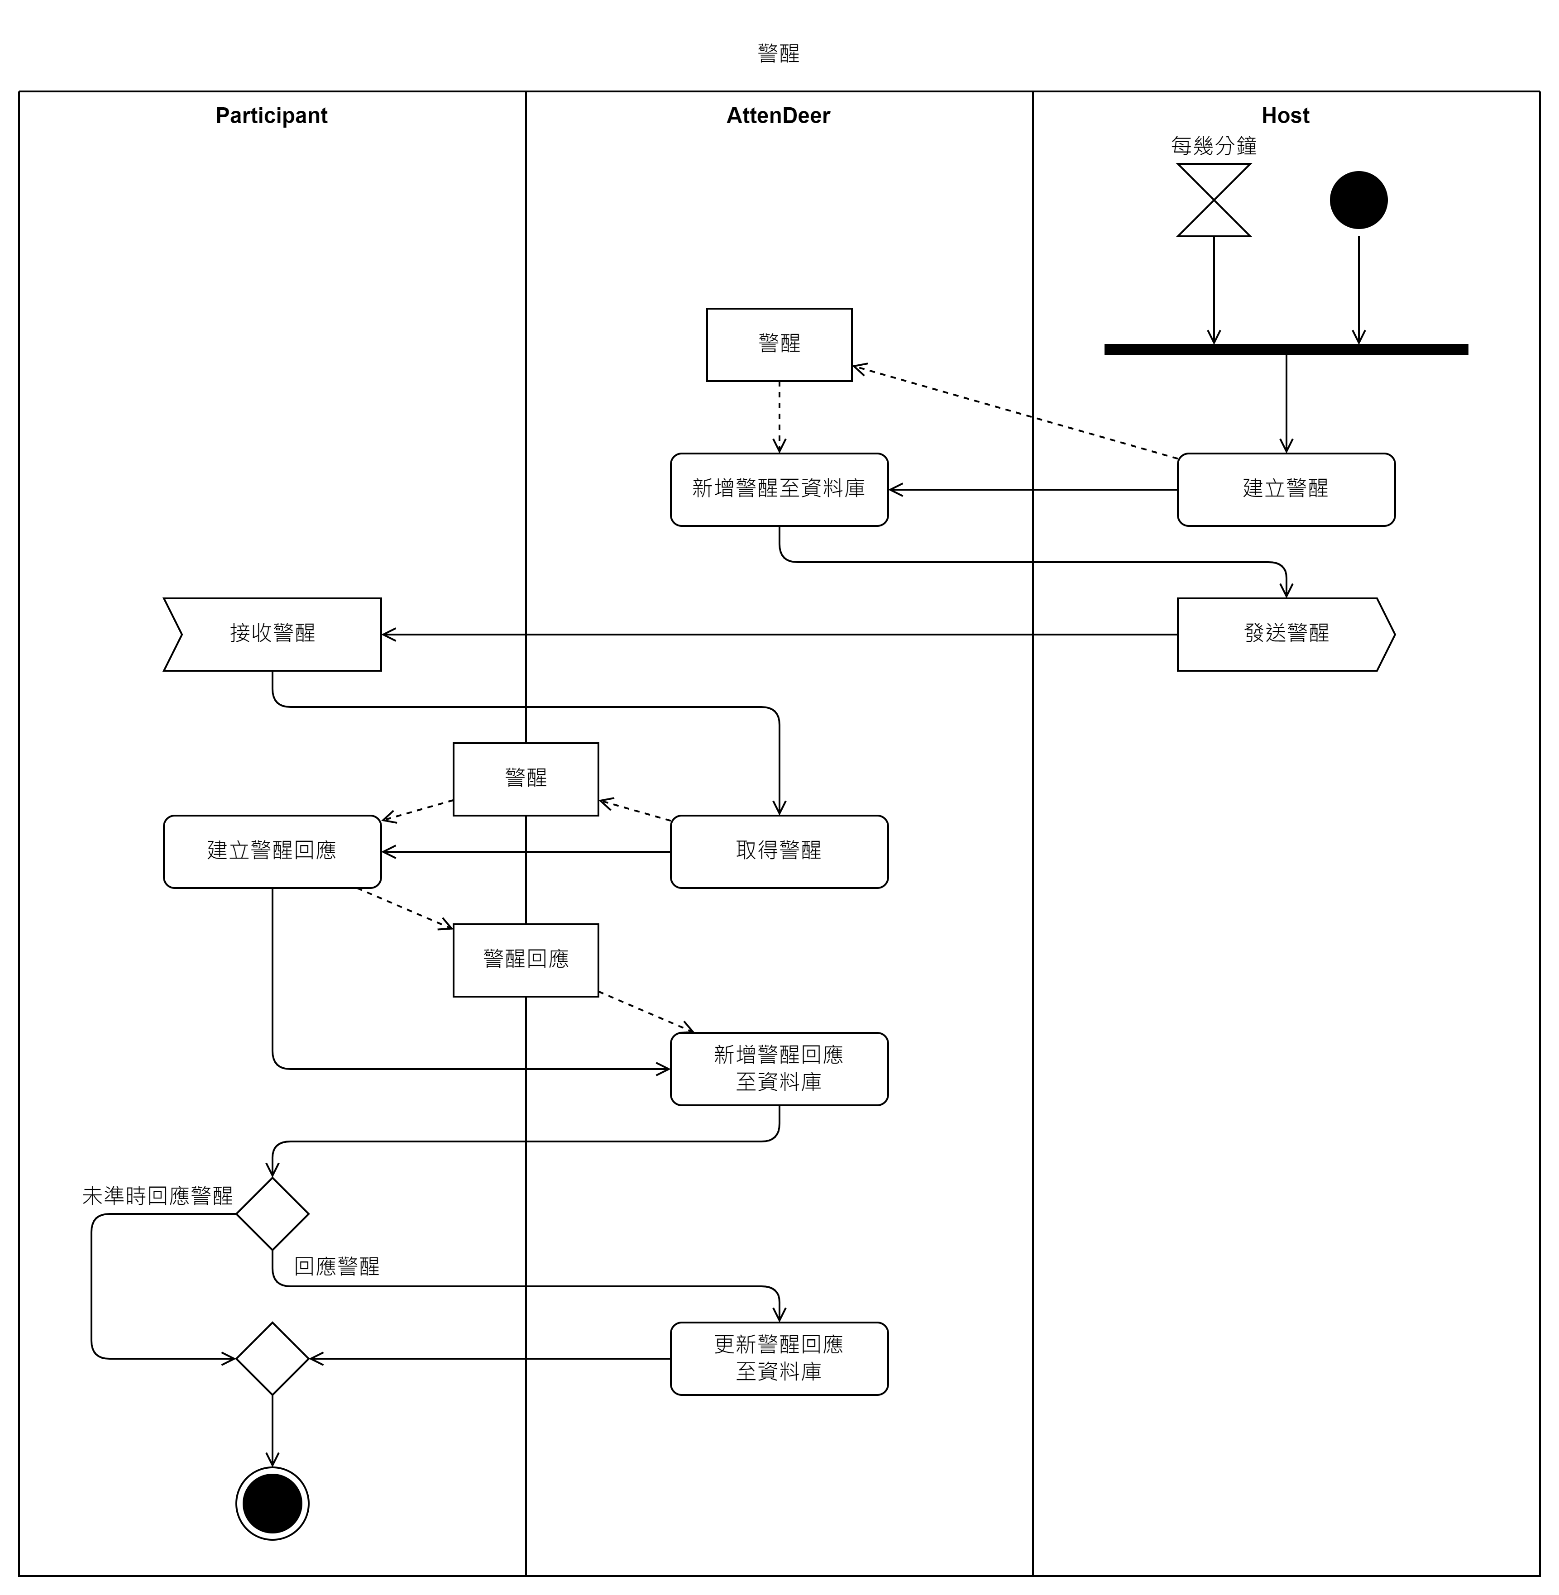 警醒
Participant
AttenDeer
Host
每幾分鐘
警醒
新增警醒至資料庫
建立警醒
接收警醒
發送警醒
警醒
建立警醒回應
取得警醒
警醒回應
新增警醒回應
至資料庫
未準時回應警醒
回應警醒
更新警醒回應
至資料庫